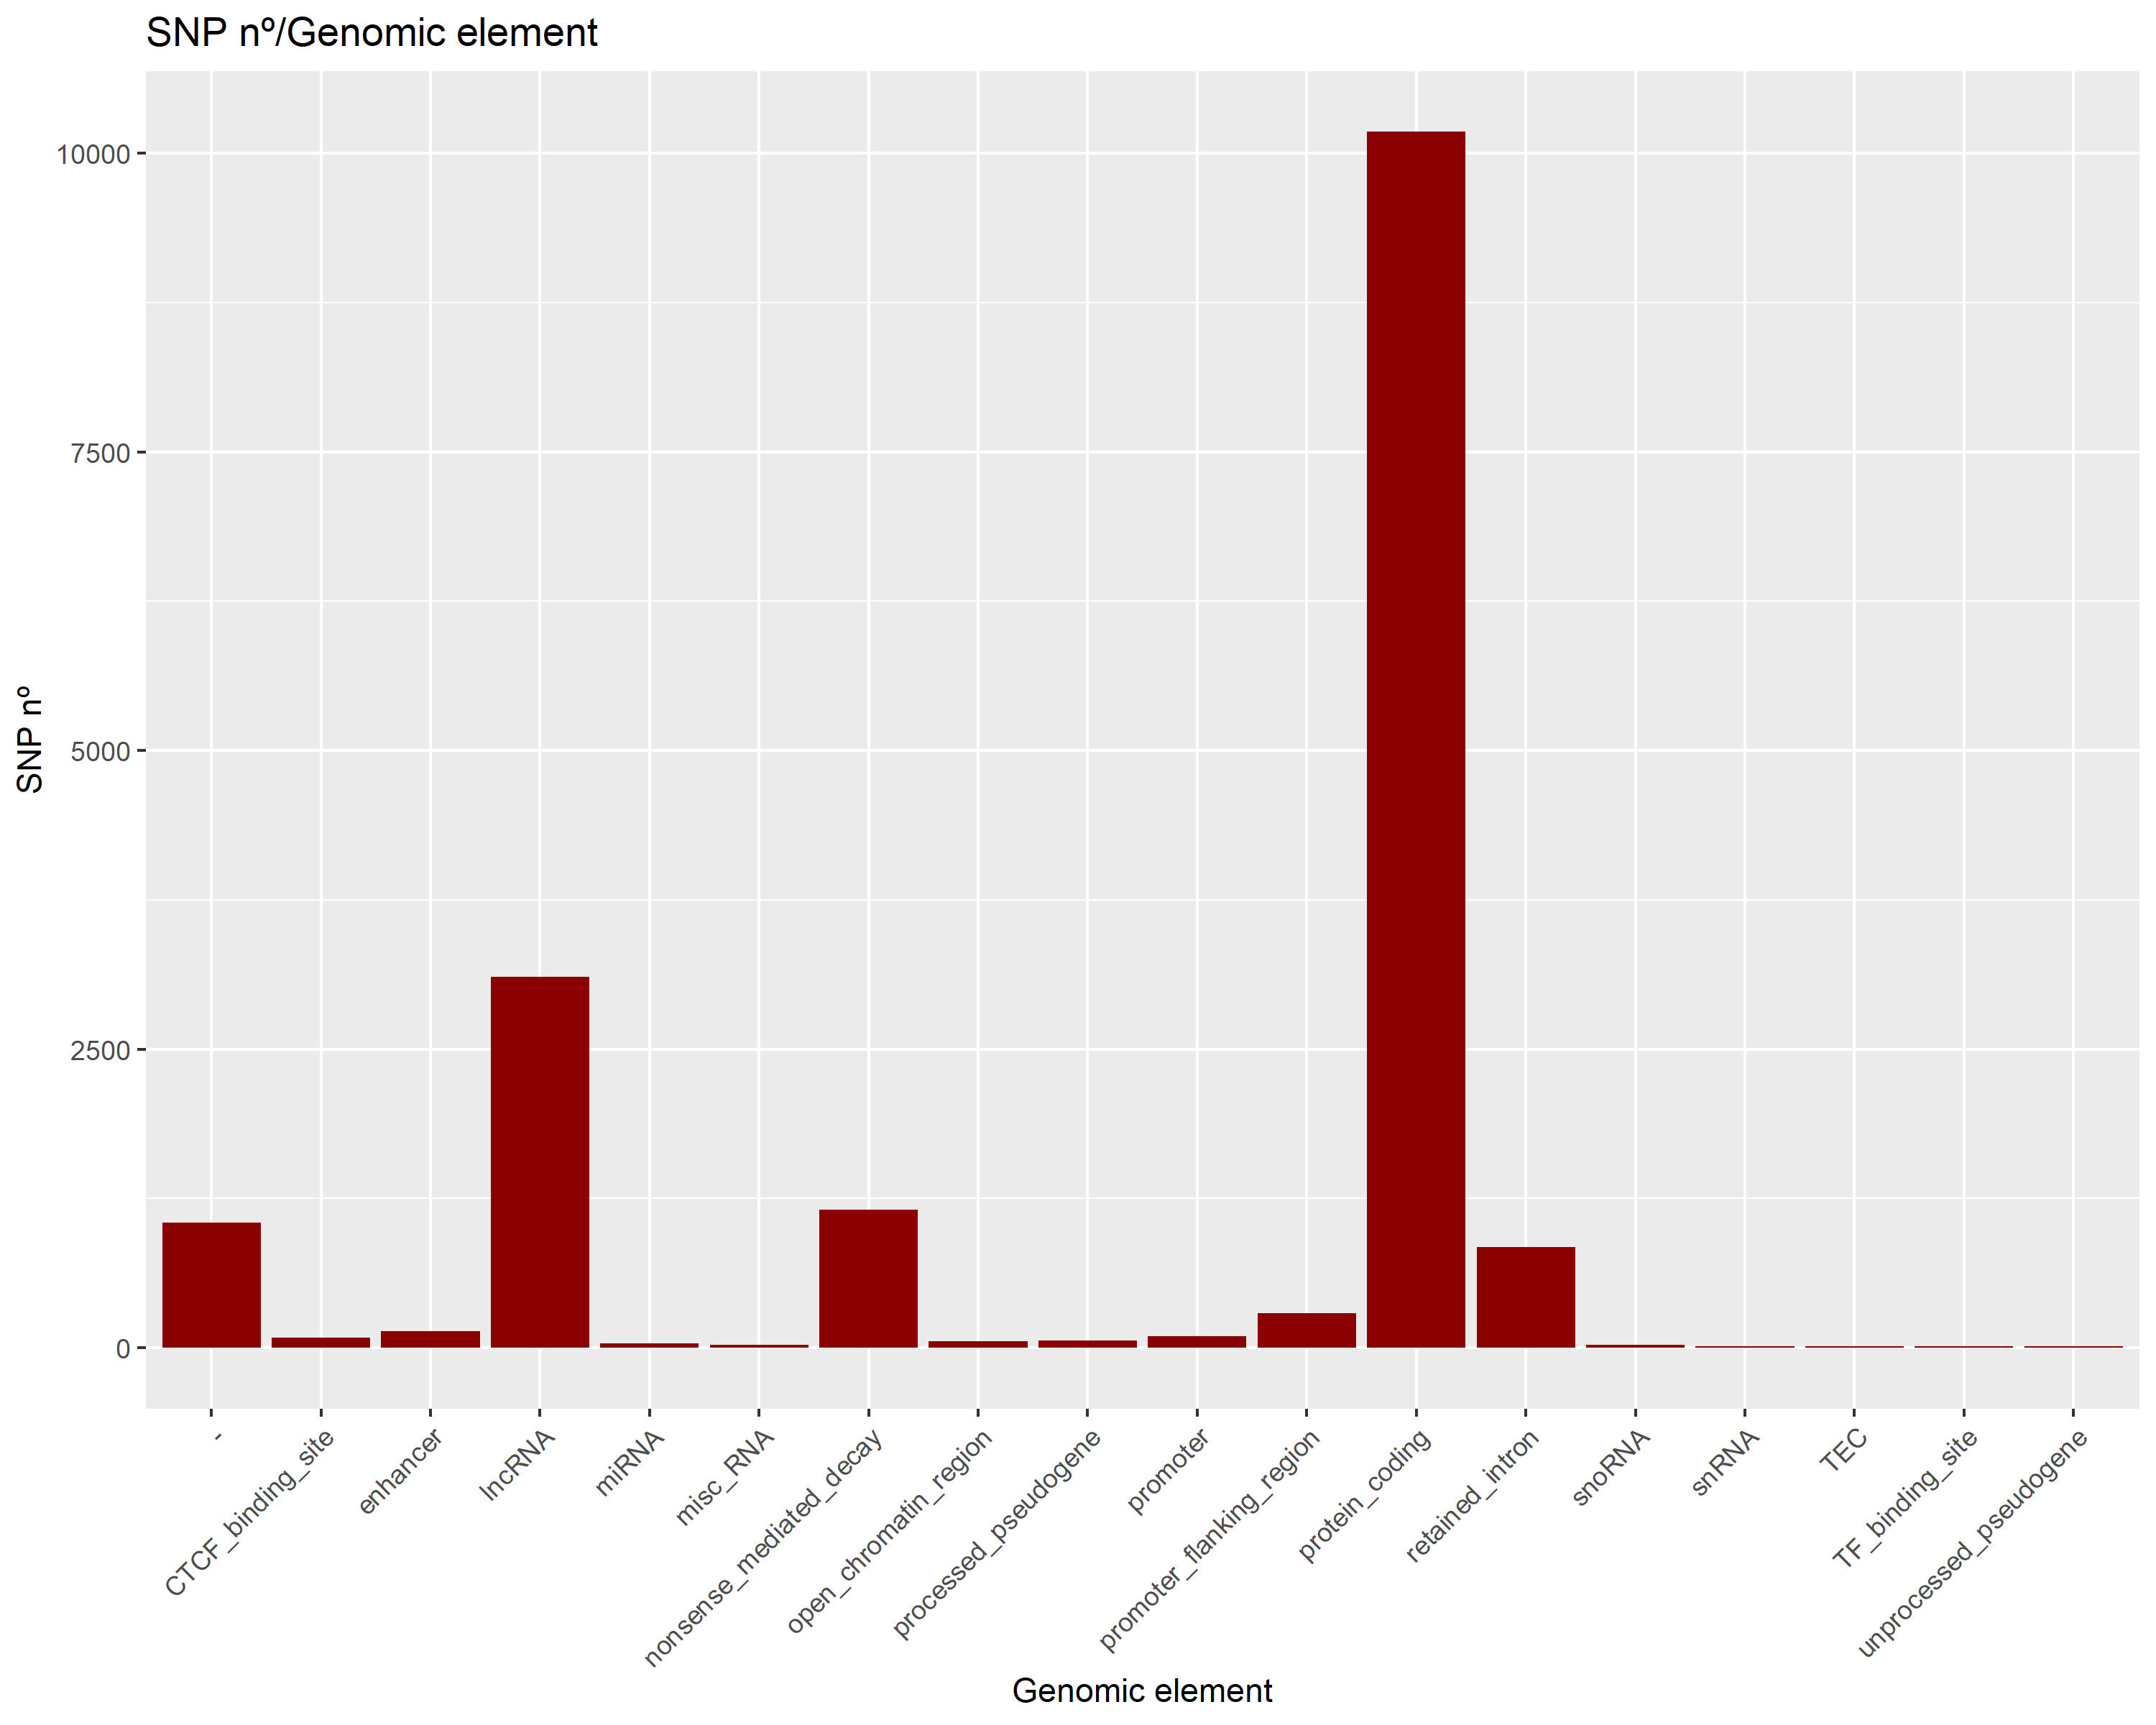 SNP nº/Genomic element
SNP nº
10000
7500
5000
2500
0
-
CTCF_binding_site
enhancer
lncRNA
miRNA
misc_RNA
nonsense_mediated_decay
open_chromatin_region
processed_pseudogene
promoter
promoter_flanking_region
protein_coding
retained_intron
snoRNA
snRNA
TEC
TF_binding_site
unprocessed_pseudogene
Genomic element